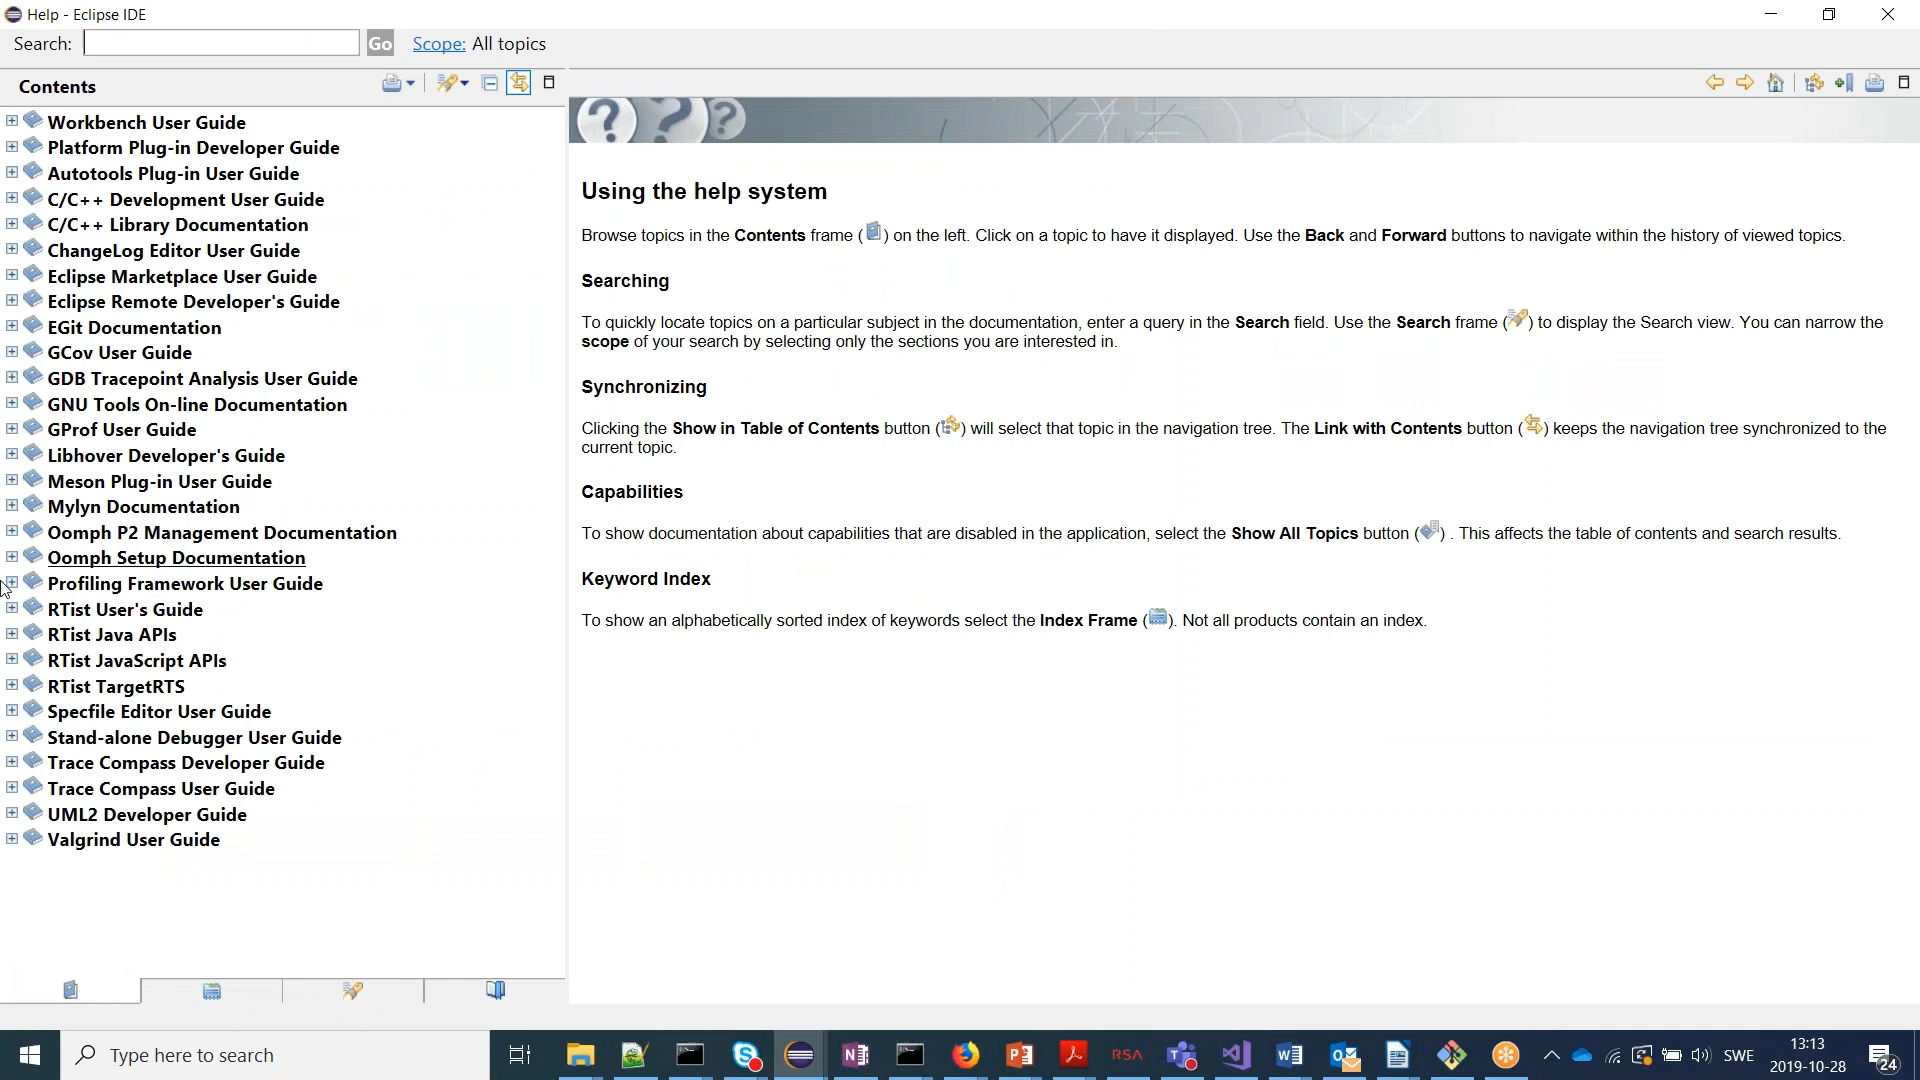 Help - Eclipse IDE
Search: Go Scope: All topics
Contents
Workbench User Guide
Platform Plug-in Developer Guide
Autotools Plug-in User Guide
C/C++ Development User Guide
C/C++ Library Documentation
ChangeLog Editor User Guide
Eclipse Marketplace User Guide
Eclipse Remote Developer's Guide
EGit Documentation
GCov User Guide
GDB Tracepoint Analysis User Guide
GNU Tools On-line Documentation
GProf User Guide
Libhover Developer's Guide
Meson Plug-in User Guide
Mylyn Documentation
Oomph P2 Management Documentation
Oomph Setup Documentation
Profiling Framework User Guide
RTist User's Guide
RTist Java APIs
RTist JavaScript APIs
RTist TargetRTS
Specfile Editor User Guide
Stand-alone Debugger User Guide
Trace Compass Developer Guide
Trace Compass User Guide
UML2 Developer Guide
Valgrind User Guide
Using the help system
Browse topics in the Contents frame ( ) on the left. Click on a topic to have it displayed. Use the Back and Forward buttons to navigate within the history of viewed topics.
Searching
To quickly locate topics on a particular subject in the documentation, enter a query in the Search field. Use the Search frame ( ) to display the Search view. You can narrow the
scope of your search by selecting only the sections you are interested in.
Synchronizing
Clicking the Show in Table of Contents button ( ) will select that topic in the navigation tree. The Link with Contents button ( ) keeps the navigation tree synchronized to the
current topic.
Capabilities
To show documentation about capabilities that are disabled in the application, select the Show All Topics button ( ) . This affects the table of contents and search results.
Keyword Index
To show an alphabetically sorted index of keywords select the Index Frame ( ). Not all products contain an index.
Type here to search
RSA
SWE
13:13
2019-10-28
24